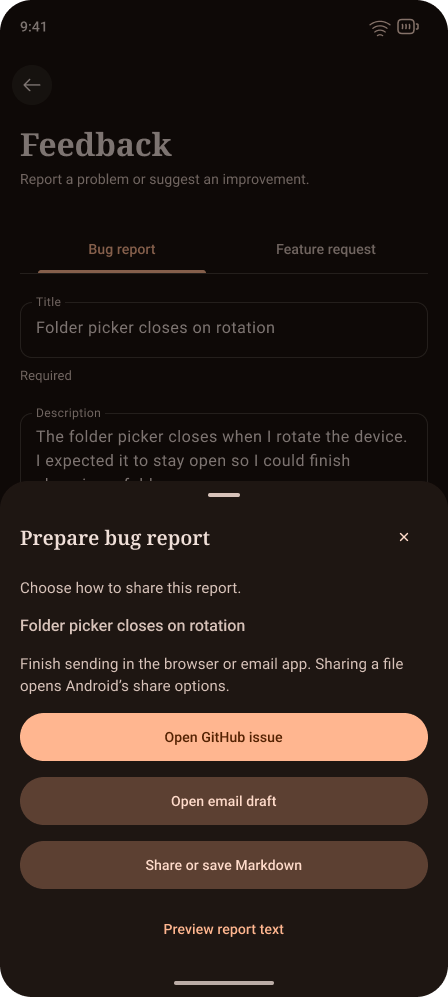 9:41
Feedback
Report a problem or suggest an improvement.
Bug report
Feature request
Title
Folder picker closes on rotation
Required
Description
The folder picker closes when I rotate the device.
I expected it to stay open so I could finish
Prepare bug report
Choose how to share this report.
Folder picker closes on rotation
Finish sending in the browser or email app. Sharing a file
opens Android's share options.
Open GitHub issue
Open email draft
Share or save Markdown
Preview report text